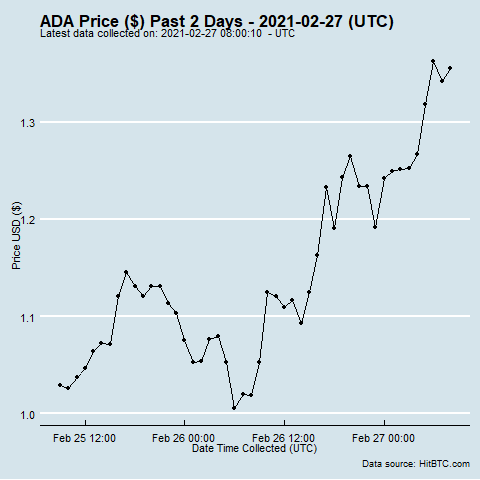 ADA Price ($) Past 2 Days - 2021-02-27 (UTC)
Latest data collected on: 2021-02-27 08:00:10  - UTC
1.3
1.2
1.1
1.0
Price USD ($)
Feb 25 12:00
Feb 26 00:00
Feb 26 12:00
Feb 27 00:00
Date Time Collected (UTC)
Data source: HitBTC.com